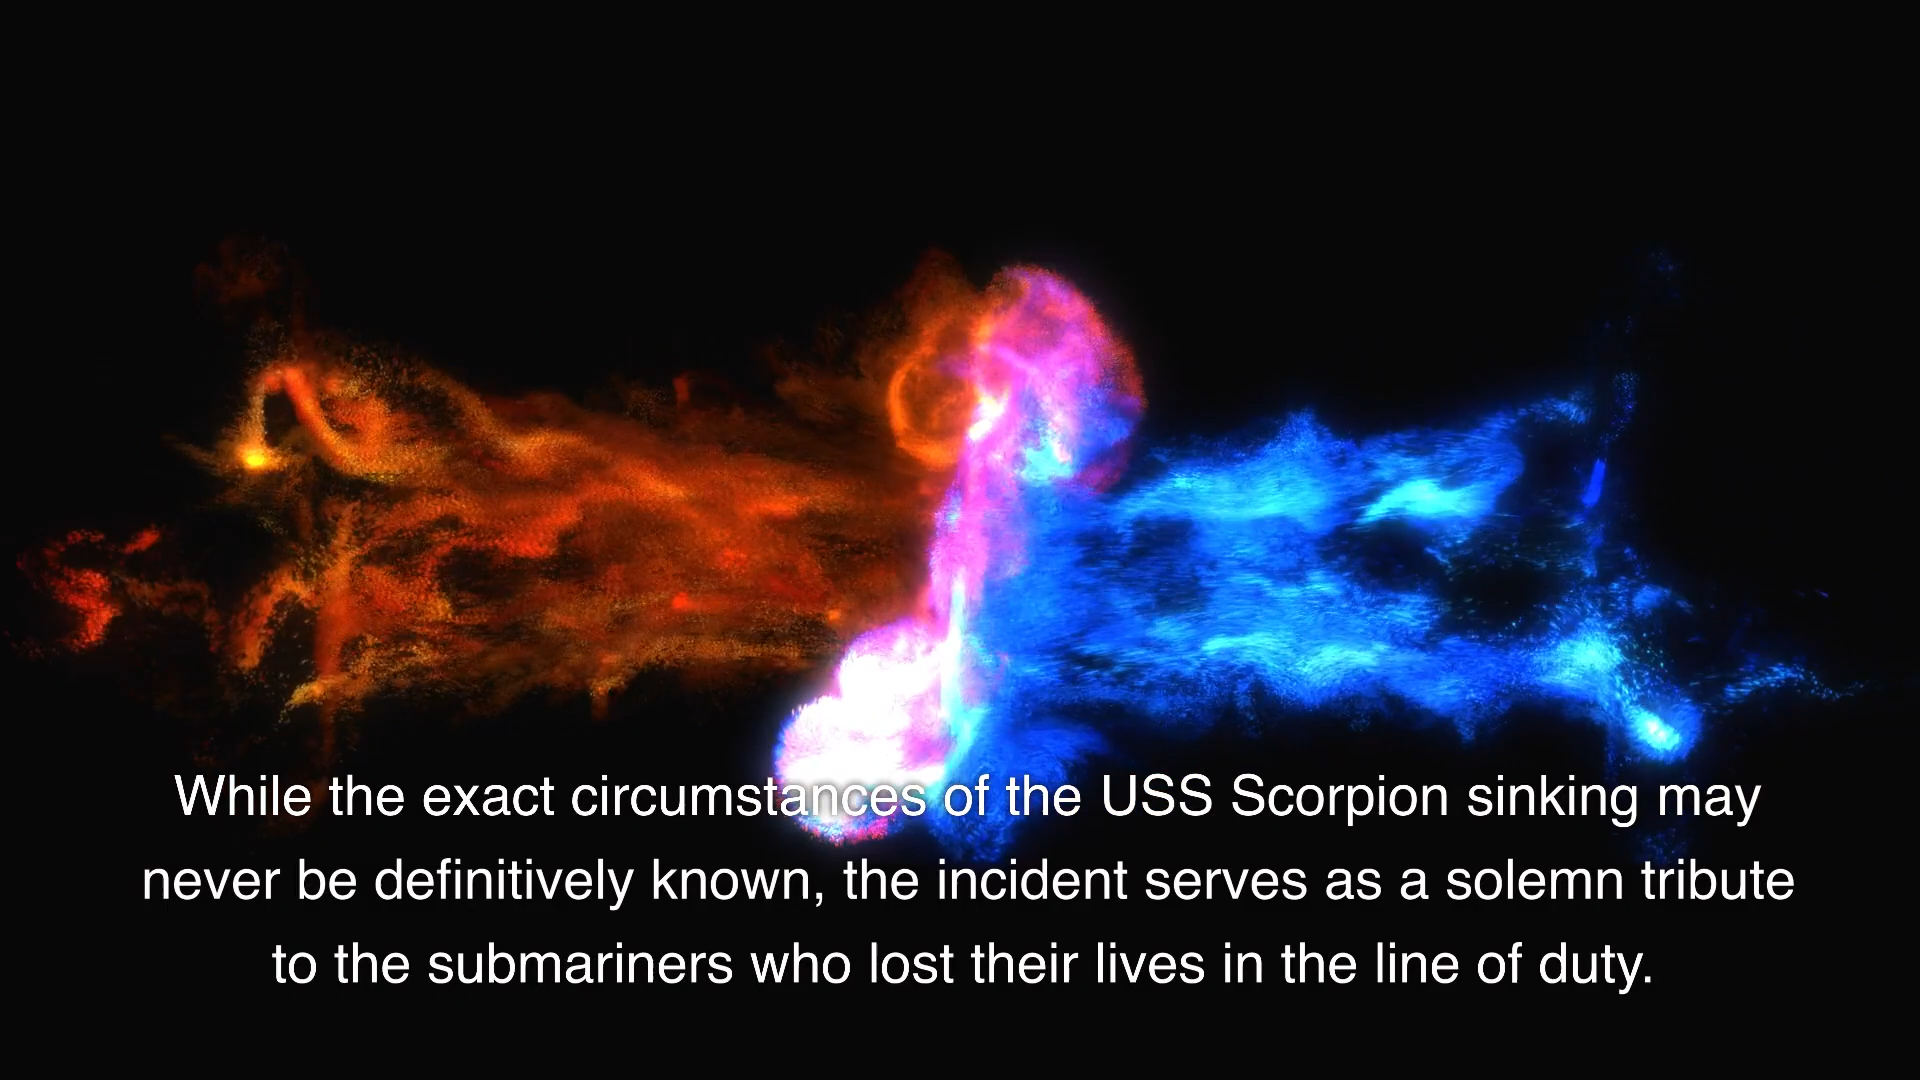 While the exact circumstances of the USS Scorpion sinking may
never be definitively known, the incident serves as a solemn tribute
to the submariners who lost their lives in the line of duty.